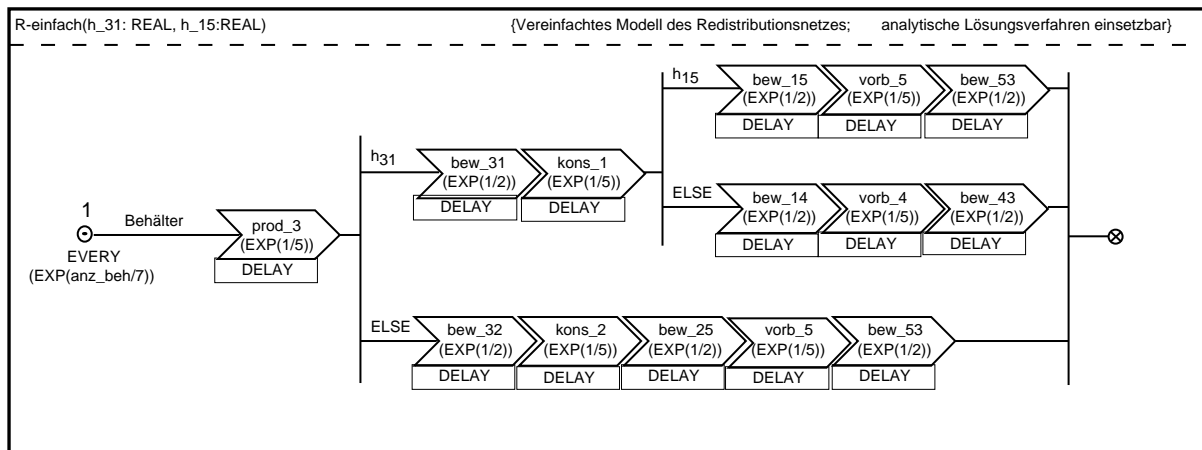 R-einfach(h_31: REAL, h_15:REAL) {Vereinfachtes Modell des Redistributionsnetzes; analytische Lösungsverfahren einsetzbar}
h15
bew_15 vorb_5 bew_53
(EXP(1/2)) (EXP(1/5)) (EXP(1/2))
DELAY DELAY DELAY
h31
bew_31 kons_1
(EXP(1/2)) (EXP(1/5))
DELAY DELAY
ELSE
bew_14 vorb_4 bew_43
(EXP(1/2)) (EXP(1/5)) (EXP(1/2))
DELAY DELAY DELAY
1
Behälter
EVERY
(EXP(anz_beh/7))
prod_3
(EXP(1/5))
DELAY
ELSE
bew_32 kons_2 bew_25 vorb_5 bew_53
(EXP(1/2)) (EXP(1/5)) (EXP(1/2)) (EXP(1/5)) (EXP(1/2))
DELAY DELAY DELAY DELAY DELAY